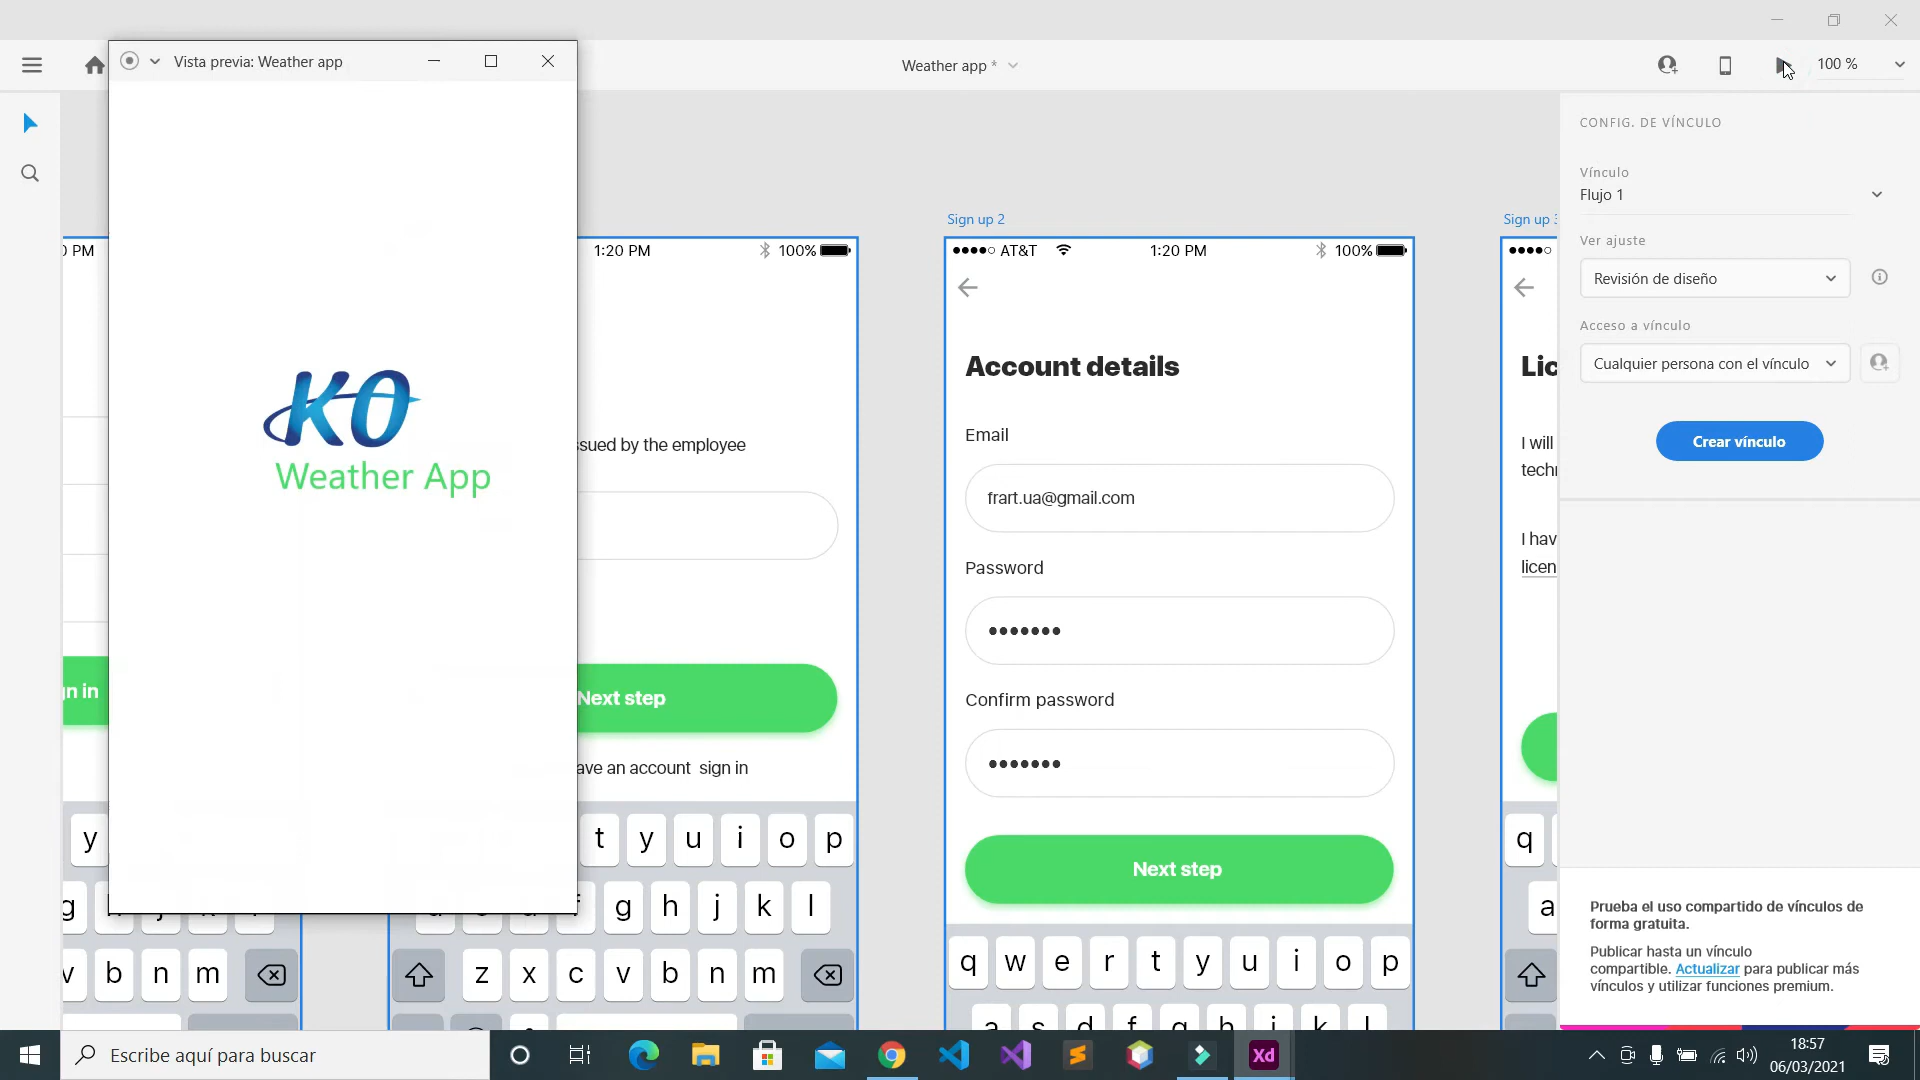 Vista previa: Weather app
Weather app *
100 %
KO
Weather App
PM
1:20 PM
100%
ssued by the employee
n in
Next step
ave an account sign in
y
t y u i o p
g
g h j k l
v b n m
z x c v b n m
Sign up 2
AT&T
1:20 PM
100%
Account details
Email
frart.ua@gmail.com
Password
•••••••
Confirm password
•••••••
Next step
q w e r t y u i o p
a s d f g h j k l
Sign up 3
Lic
I will
techn
I hav
licen
q
a
CONFIG. DE VÍNCULO
Vínculo
Flujo 1
Ver ajuste
Revisión de diseño
Acceso a vínculo
Cualquier persona con el vínculo
Crear vínculo
Prueba el uso compartido de vínculos de
forma gratuita.
Publicar hasta un vínculo
compartible. Actualizar para publicar más
vínculos y utilizar funciones premium.
Escribe aquí para buscar
Xd
18:57
06/03/2021